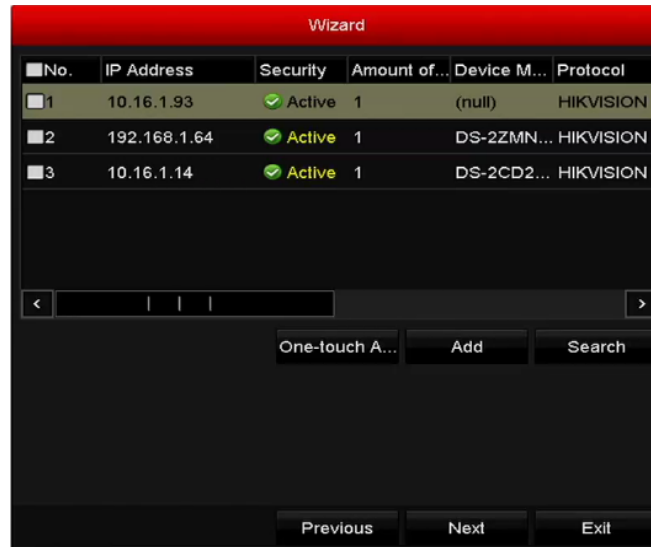 Wizard
No. IP Address Security Amount of... Device M... Protocol
1 10.16.1.93 Active 1 (null) HIKVISION
2 192.168.1.64 Active 1 DS-2ZMN... HIKVISION
3 10.16.1.14 Active 1 DS-2CD2... HIKVISION
One-touch A... Add Search
Previous Next Exit